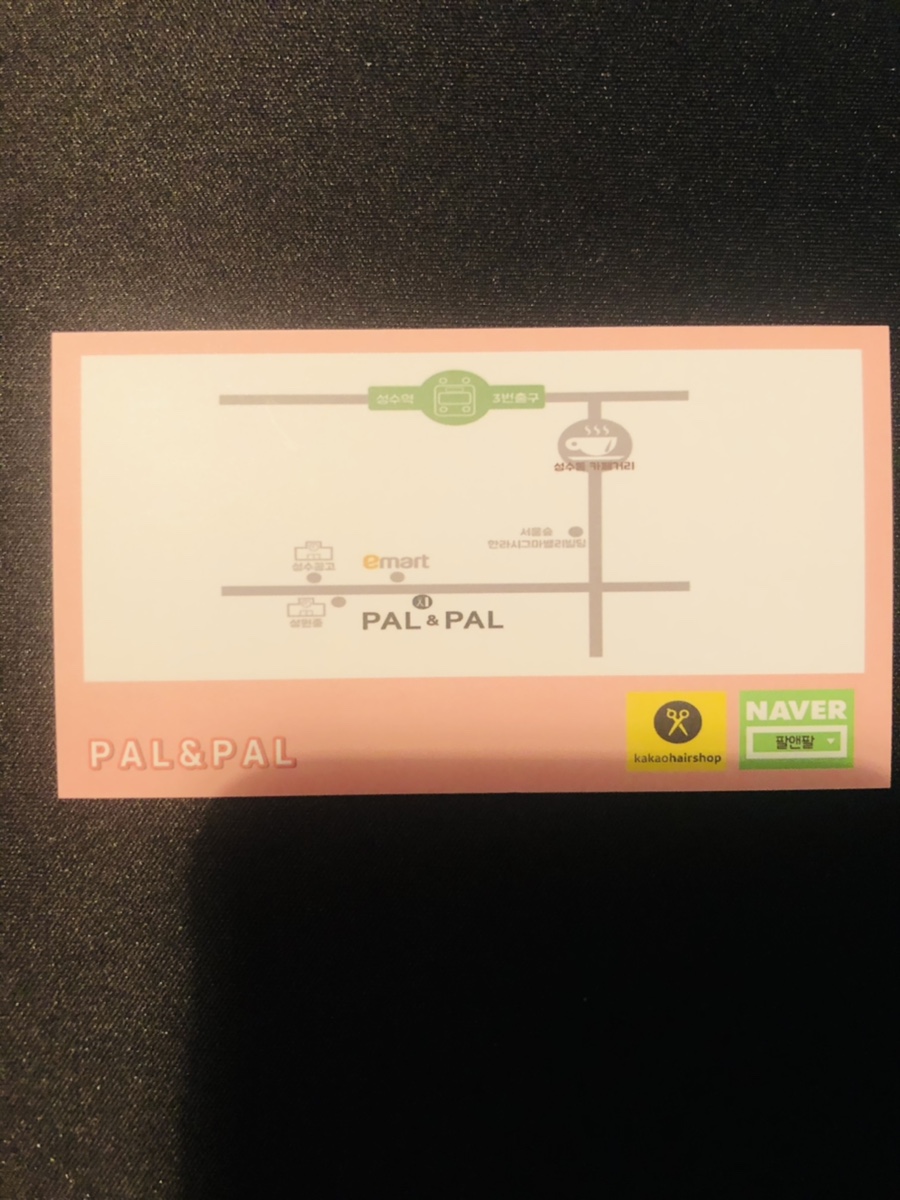 성수역 3번출구
성수동 카페거리
서울숲
한라시그마밸리빌딩
성수공고
emart
상원중
PAL & PAL
PAL&PAL
kakaohairshop
NAVER
팔앤팔